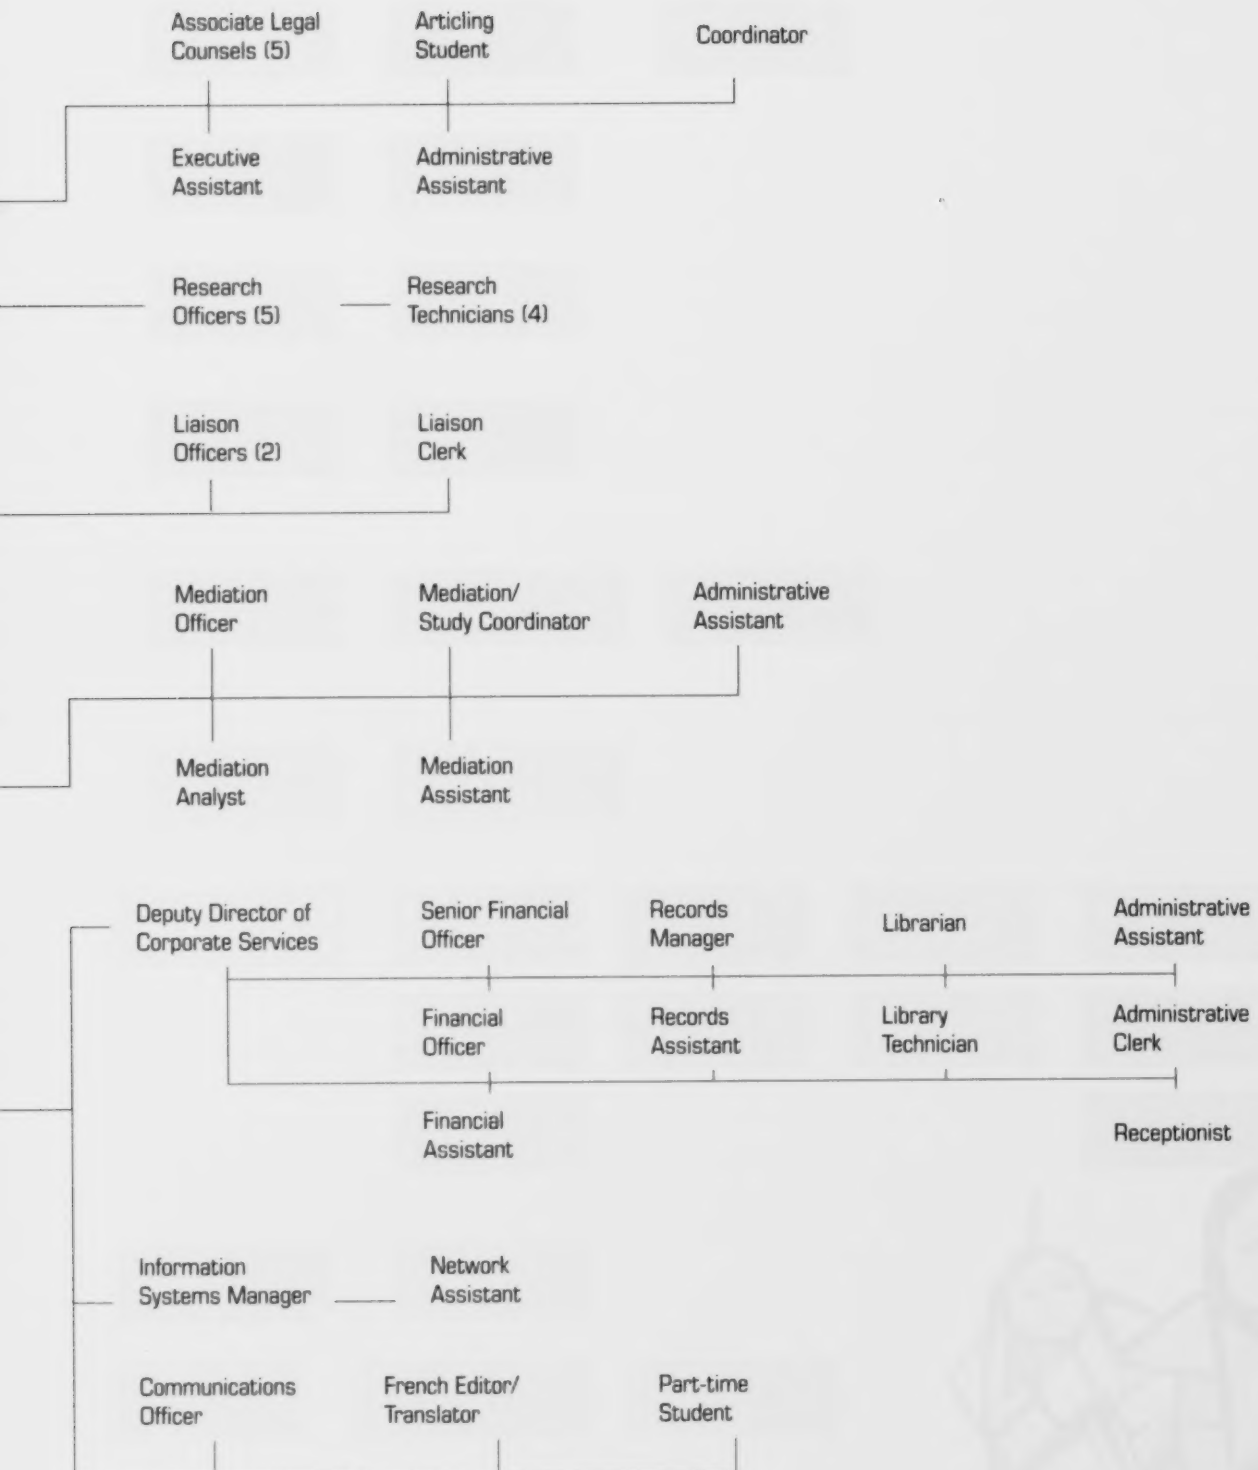 Associate Legal
Counsels (5)
Articling
Student
Coordinator
Executive
Assistant
Administrative
Assistant
Research
Officers (5)
Research
Technicians (4)
Liaison
Officers (2)
Liaison
Clerk
Mediation
Officer
Mediation/
Study Coordinator
Administrative
Assistant
Mediation
Analyst
Mediation
Assistant
Deputy Director of
Corporate Services
Senior Financial
Officer
Records
Manager
Librarian
Administrative
Assistant
Financial
Officer
Records
Assistant
Library
Technician
Administrative
Clerk
Financial
Assistant
Receptionist
Information
Systems Manager
Network
Assistant
Communications
Officer
French Editor/
Translator
Part-time
Student